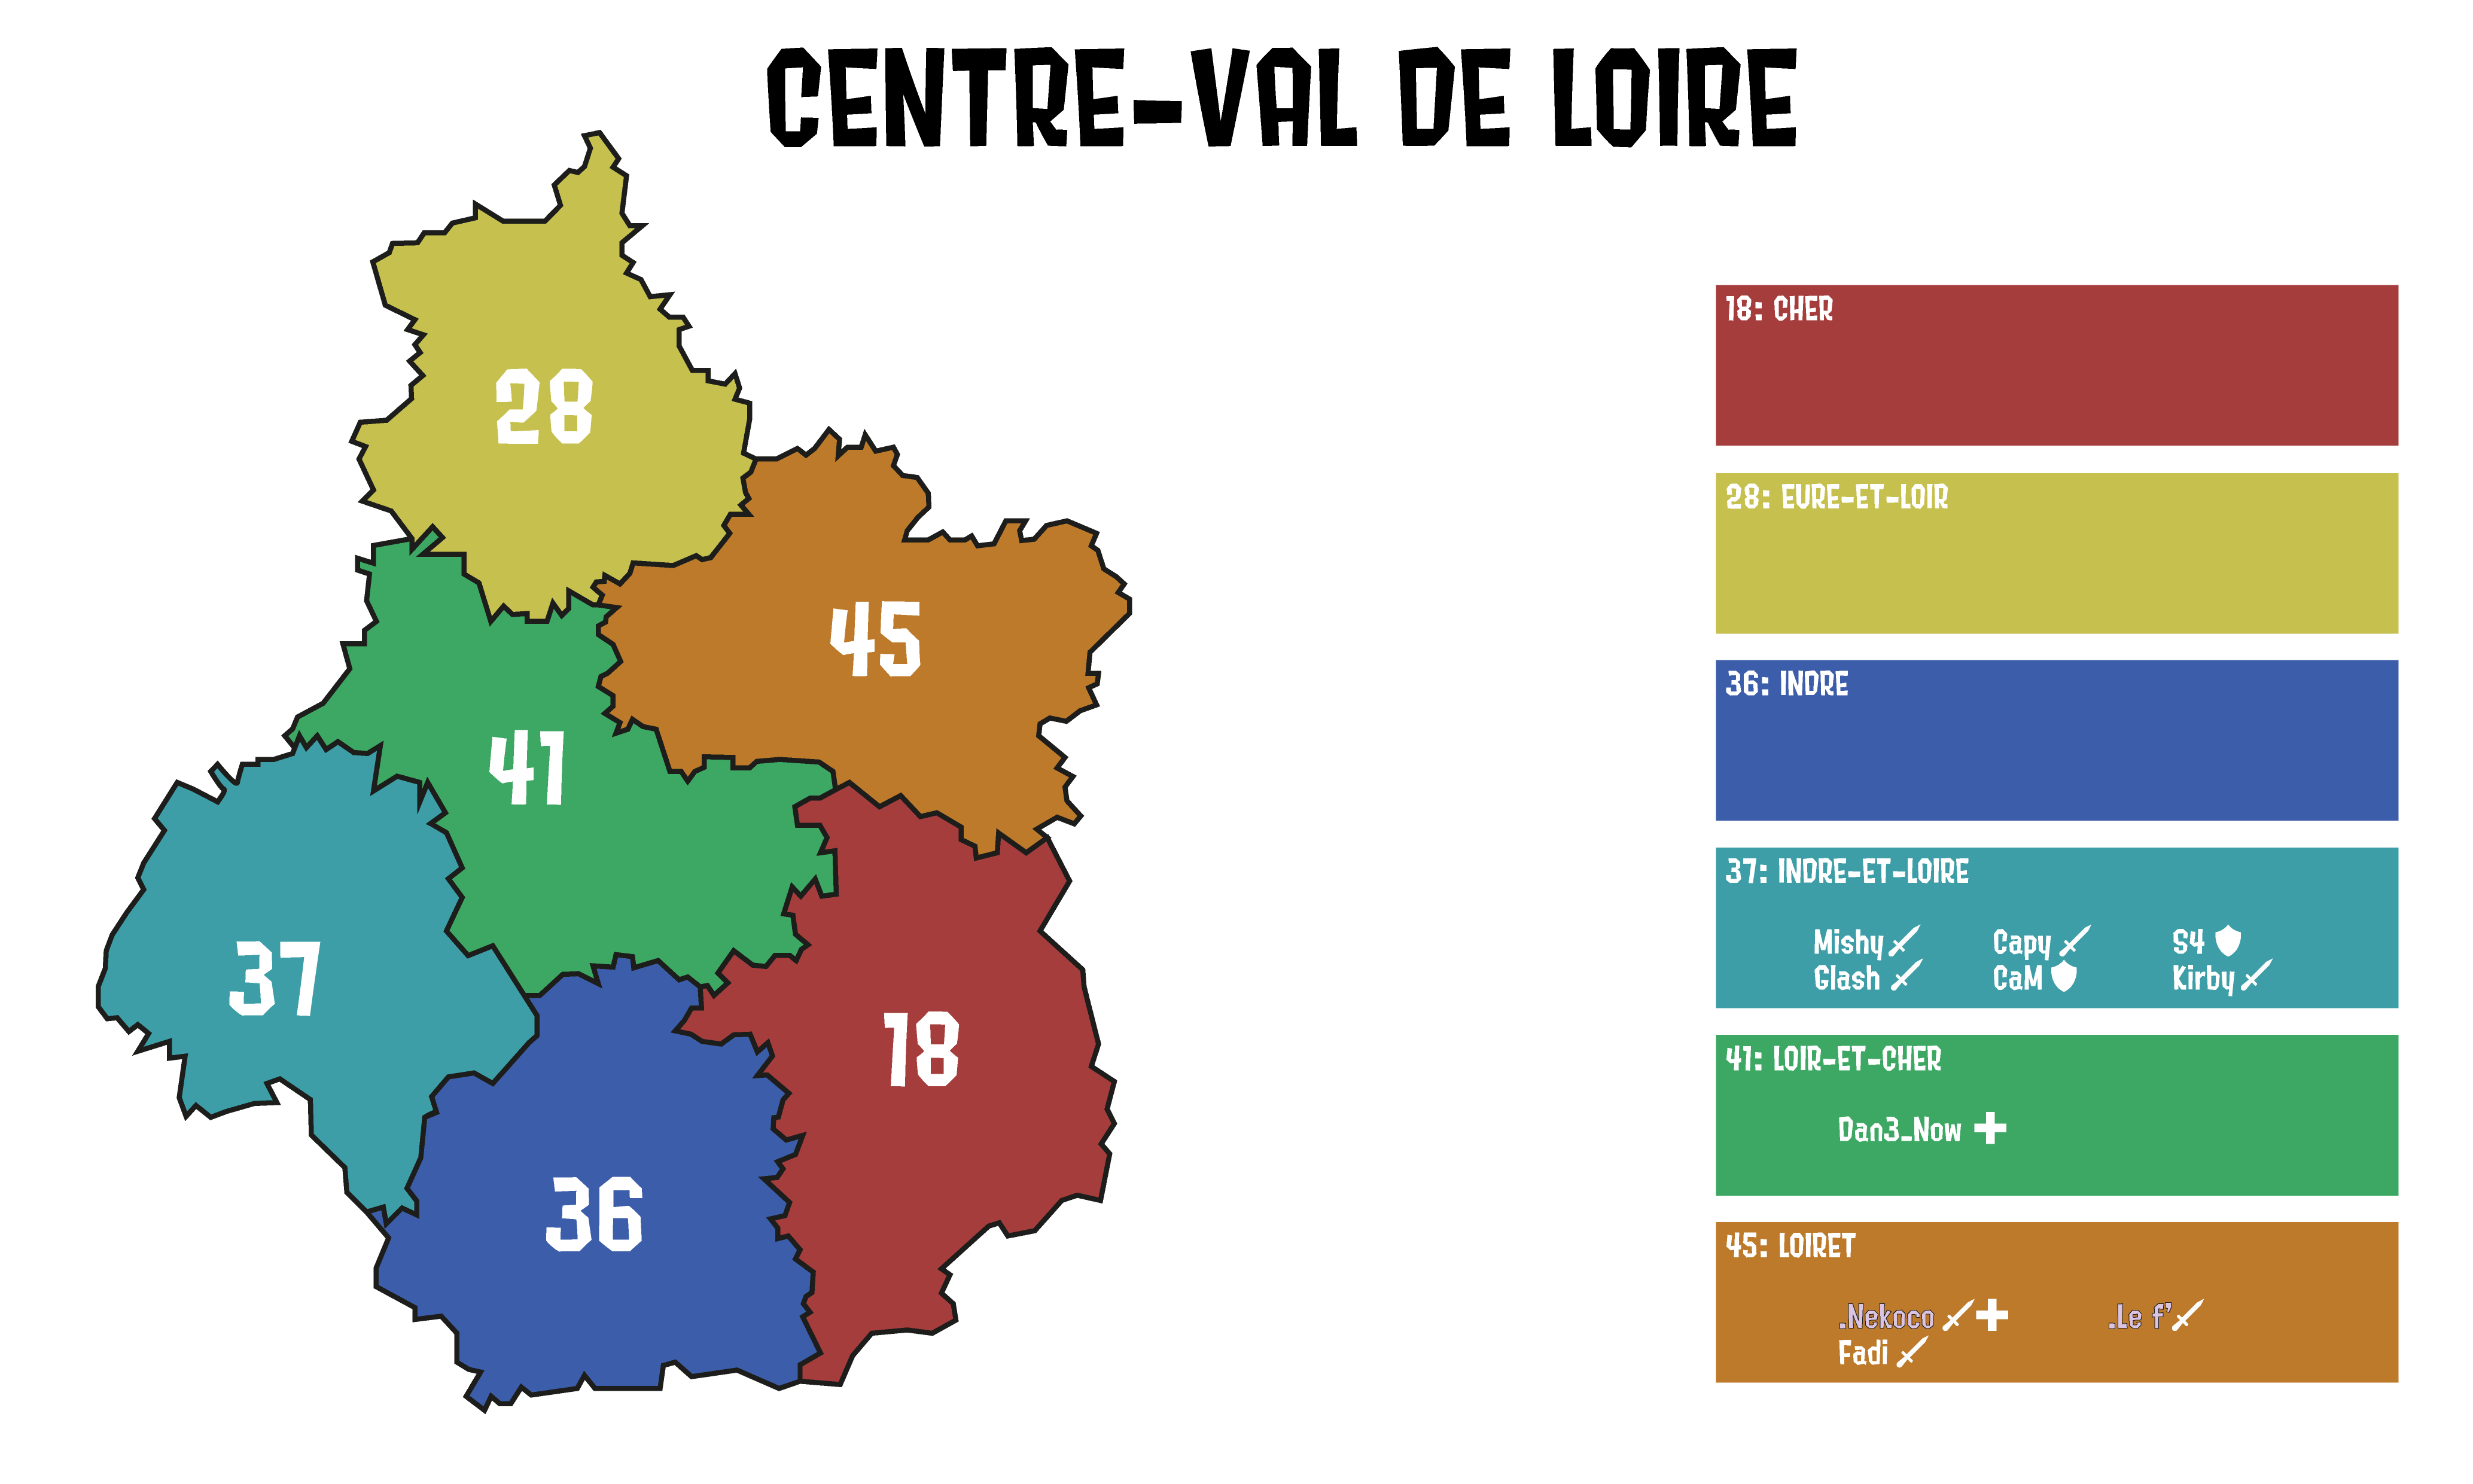 CENTRE-VAL DE LOIRE
28
45
41
37
18
36
18: CHER
28: EURE-ET-LOIR
36: INDRE
37: INDRE-ET-LOIRE
Mishy Capy S4
Glash CaM Kirby
41: LOIR-ET-CHER
Dan3_Now
45: LOIRET
.Nekoco .Le f'
Fadi